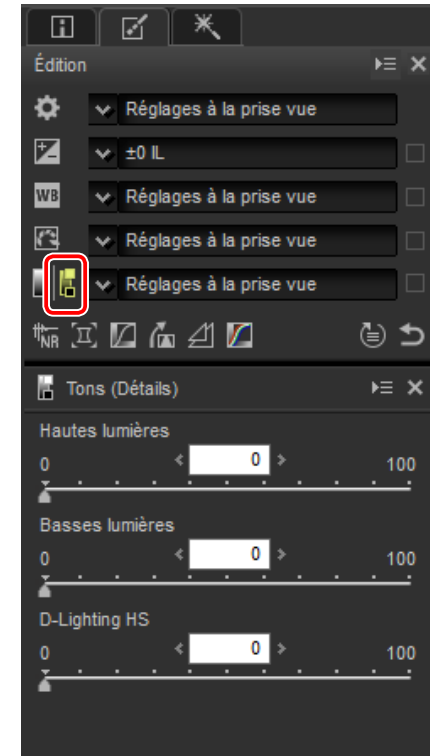 Édition
Réglages à la prise vue
±0 IL
WB
Réglages à la prise vue
Réglages à la prise vue
Réglages à la prise vue
NR
Tons (Détails)
Hautes lumières
0
0
100
Basses lumières
0
0
100
D-Lighting HS
0
0
100